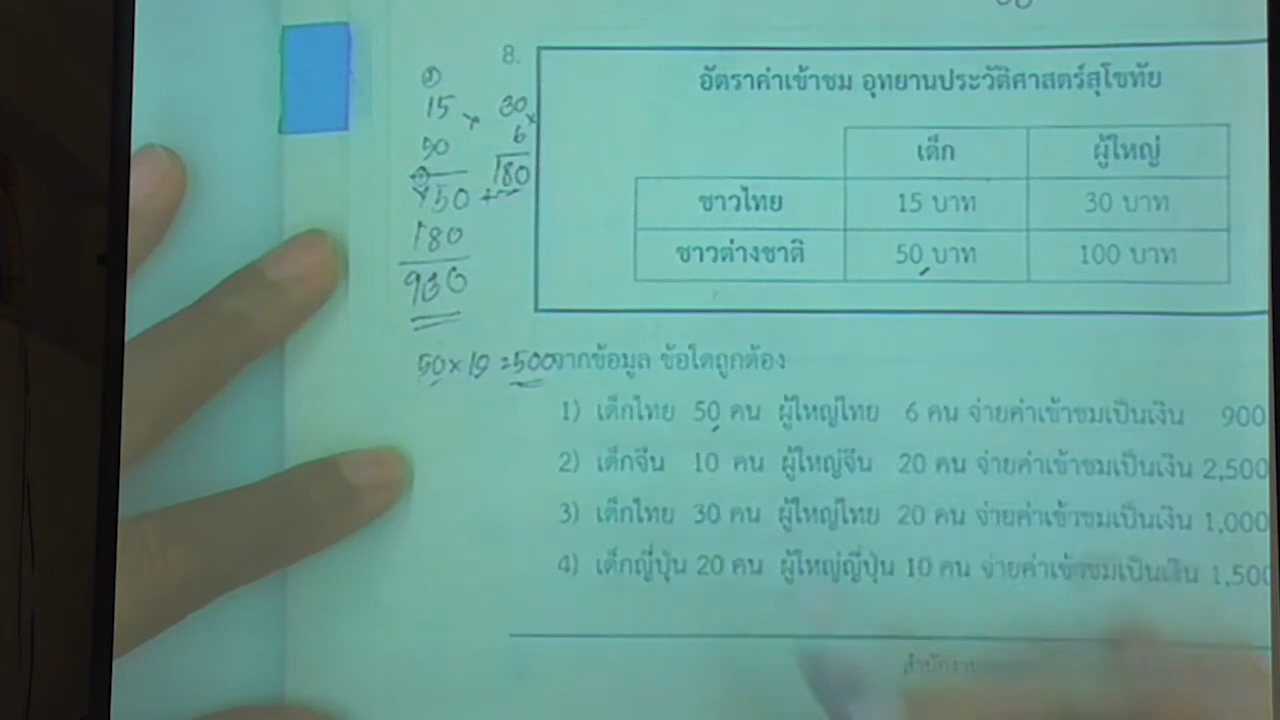 8.
อัตราค่าเข้าชม อุทยานประวัติศาสตร์สุโขทัย
เด็ก ผู้ใหญ่
ชาวไทย 15 บาท 30 บาท
ชาวต่างชาติ 50 บาท 100 บาท
15 × 30 ×
50 6
750 + 180
180
930
50 × 10 = 500
จากข้อมูล ข้อใดถูกต้อง
1) เด็กไทย 50 คน ผู้ใหญ่ไทย 6 คน จ่ายค่าเข้าชมเป็นเงิน 900
2) เด็กจีน 10 คน ผู้ใหญ่จีน 20 คน จ่ายค่าเข้าชมเป็นเงิน 2,500
3) เด็กไทย 30 คน ผู้ใหญ่ไทย 20 คน จ่ายค่าเข้าชมเป็นเงิน 1,000
4) เด็กญี่ปุ่น 20 คน ผู้ใหญ่ญี่ปุ่น 10 คน จ่ายค่าเข้าชมเป็นเงิน 1,500
สำนักงาน